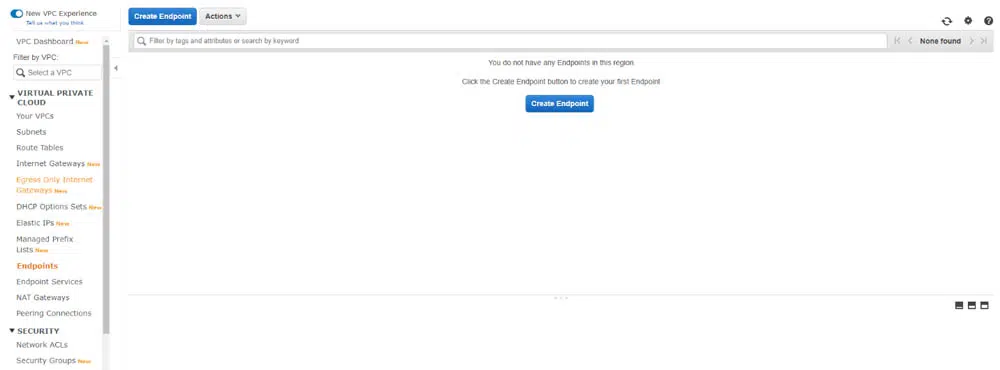 New VPC Experience
Tell us what you think
VPC Dashboard New
Filter by VPC:
Select a VPC
VIRTUAL PRIVATE
CLOUD
Your VPCs
Subnets
Route Tables
Internet Gateways New
Egress Only Internet
Gateways New
DHCP Options Sets New
Elastic IPs New
Managed Prefix
Lists New
Endpoints
Endpoint Services
NAT Gateways
Peering Connections
SECURITY
Network ACLs
Security Groups New
Create Endpoint
Actions
Filter by tags and attributes or search by keyword
None found
You do not have any Endpoints in this region
Click the Create Endpoint button to create your first Endpoint
Create Endpoint